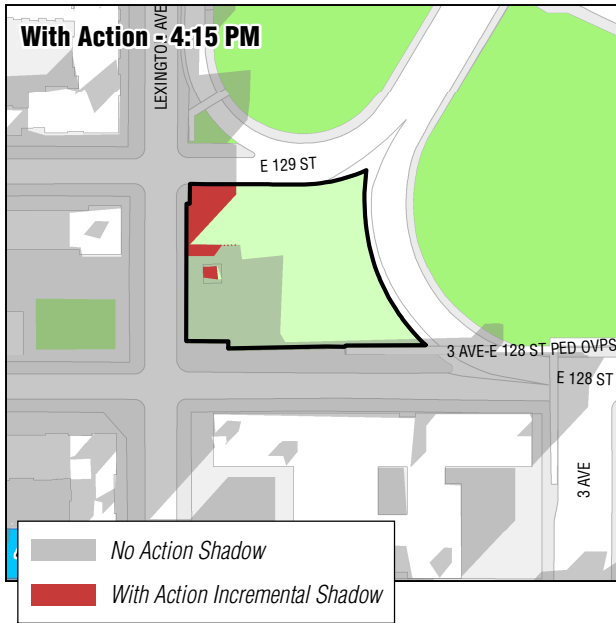 With Action - 4:15 PM
LEXINGTON AVE
E 129 ST
3 AVE-E 128 ST PED OVPS
E 128 ST
3 AVE
No Action Shadow
With Action Incremental Shadow